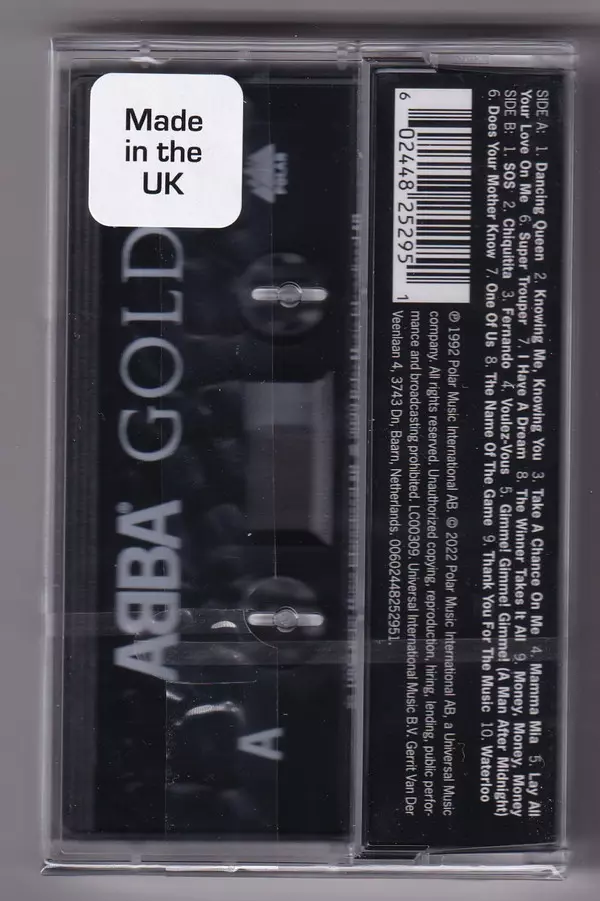 Made
in the
UK
POLAR
ABBA GOLD
A
SIDE A: 1. Dancing Queen 2. Knowing Me, Knowing You 3. Take A Chance On Me 4. Mamma Mia 5. Lay All
Your Love On Me 6. Super Trouper 7. I Have A Dream 8. The Winner Takes It All 9. Money, Money, Money
SIDE B: 1. SOS 2. Chiquitita 3. Fernando 4. Voulez-Vous 5. Gimme! Gimme! Gimme! (A Man After Midnight)
6. Does Your Mother Know 7. One Of Us 8. The Name Of The Game 9. Thank You For The Music 10. Waterloo
6 02448 25295 1
℗ 1992 Polar Music International AB. © 2022 Polar Music International AB, a Universal Music
company. All rights reserved. Unauthorized copying, reproduction, hiring, lending, public perfor-
mance and broadcasting prohibited. LC00309. Universal International Music B.V. Gerrit Van Der
Veenlaan 4, 3743 Dn, Baarn, Netherlands. 00602448252951.